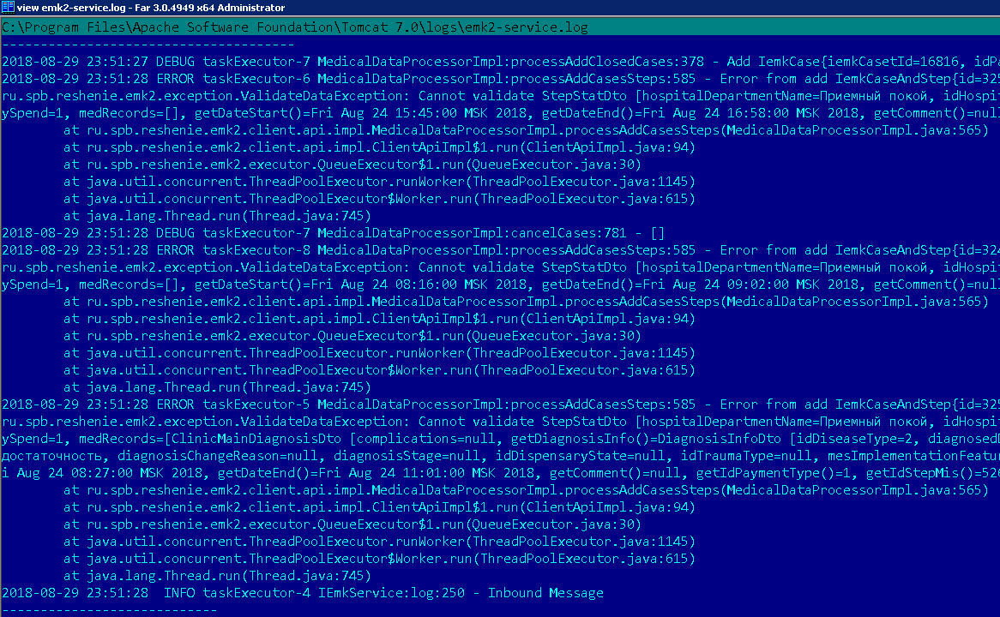 view emk2-service.log - Far 3.0.4949 x64 Administrator
C:\Program Files\Apache Software Foundation\Tomcat 7.0\logs\emk2-service.log
--------------------------------------
2018-08-29 23:51:27 DEBUG taskExecutor-7 MedicalDataProcessorImpl:processAddClosedCases:378 - Add IemkCase{iemkCasetId=16816, idPa
2018-08-29 23:51:28 ERROR taskExecutor-6 MedicalDataProcessorImpl:processAddCasesSteps:585 - Error from add IemkCaseAndStep{id=325
ru.spb.reshenie.emk2.exception.ValidateDataException: Cannot validate StepStatDto [hospitalDepartmentName=Приемный покой, idHospi
ySpend=1, medRecords=[], getDateStart()=Fri Aug 24 15:45:00 MSK 2018, getDateEnd()=Fri Aug 24 16:58:00 MSK 2018, getComment()=null
at ru.spb.reshenie.emk2.client.api.impl.MedicalDataProcessorImpl.processAddCasesSteps(MedicalDataProcessorImpl.java:565)
at ru.spb.reshenie.emk2.client.api.impl.ClientApiImpl$1.run(ClientApiImpl.java:94)
at ru.spb.reshenie.emk2.executor.QueueExecutor$1.run(QueueExecutor.java:30)
at java.util.concurrent.ThreadPoolExecutor.runWorker(ThreadPoolExecutor.java:1145)
at java.util.concurrent.ThreadPoolExecutor$Worker.run(ThreadPoolExecutor.java:615)
at java.lang.Thread.run(Thread.java:745)
2018-08-29 23:51:28 DEBUG taskExecutor-7 MedicalDataProcessorImpl:cancelCases:781 - []
2018-08-29 23:51:28 ERROR taskExecutor-8 MedicalDataProcessorImpl:processAddCasesSteps:585 - Error from add IemkCaseAndStep{id=324
ru.spb.reshenie.emk2.exception.ValidateDataException: Cannot validate StepStatDto [hospitalDepartmentName=Приемный покой, idHospi
ySpend=1, medRecords=[], getDateStart()=Fri Aug 24 08:16:00 MSK 2018, getDateEnd()=Fri Aug 24 09:02:00 MSK 2018, getComment()=null
at ru.spb.reshenie.emk2.client.api.impl.MedicalDataProcessorImpl.processAddCasesSteps(MedicalDataProcessorImpl.java:565)
at ru.spb.reshenie.emk2.client.api.impl.ClientApiImpl$1.run(ClientApiImpl.java:94)
at ru.spb.reshenie.emk2.executor.QueueExecutor$1.run(QueueExecutor.java:30)
at java.util.concurrent.ThreadPoolExecutor.runWorker(ThreadPoolExecutor.java:1145)
at java.util.concurrent.ThreadPoolExecutor$Worker.run(ThreadPoolExecutor.java:615)
at java.lang.Thread.run(Thread.java:745)
2018-08-29 23:51:28 ERROR taskExecutor-5 MedicalDataProcessorImpl:processAddCasesSteps:585 - Error from add IemkCaseAndStep{id=325
ru.spb.reshenie.emk2.exception.ValidateDataException: Cannot validate StepStatDto [hospitalDepartmentName=Приемный покой, idHospi
ySpend=1, medRecords=[ClinicMainDiagnosisDto [complications=null, getDiagnosisInfo()=DiagnosisInfoDto [idDiseaseType=2, diagnosedD
достаточность, diagnosisChangeReason=null, diagnosisStage=null, idDispensaryState=null, idTraumaType=null, mesImplementationFeatur
i Aug 24 08:27:00 MSK 2018, getDateEnd()=Fri Aug 24 11:01:00 MSK 2018, getComment()=null, getIdPaymentType()=1, getIdStepMis()=526
at ru.spb.reshenie.emk2.client.api.impl.MedicalDataProcessorImpl.processAddCasesSteps(MedicalDataProcessorImpl.java:565)
at ru.spb.reshenie.emk2.client.api.impl.ClientApiImpl$1.run(ClientApiImpl.java:94)
at ru.spb.reshenie.emk2.executor.QueueExecutor$1.run(QueueExecutor.java:30)
at java.util.concurrent.ThreadPoolExecutor.runWorker(ThreadPoolExecutor.java:1145)
at java.util.concurrent.ThreadPoolExecutor$Worker.run(ThreadPoolExecutor.java:615)
at java.lang.Thread.run(Thread.java:745)
2018-08-29 23:51:28  INFO taskExecutor-4 IEmkService:log:250 - Inbound Message
----------------------------